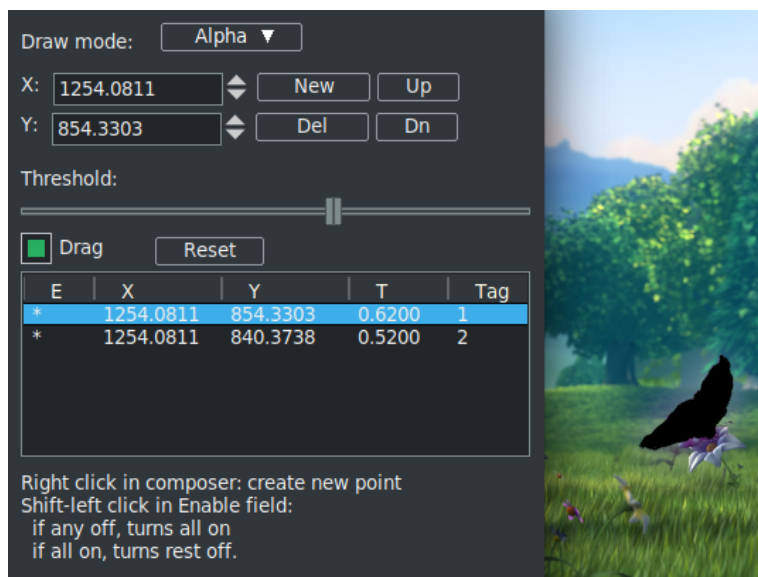 Draw mode: Alpha ▼
X: 1254.0811 New Up
Y: 854.3303 Del Dn
Threshold:
Drag Reset
E X Y T Tag
* 1254.0811 854.3303 0.6200 1
* 1254.0811 840.3738 0.5200 2
Right click in composer: create new point
Shift-left click in Enable field:
if any off, turns all on
if all on, turns rest off.